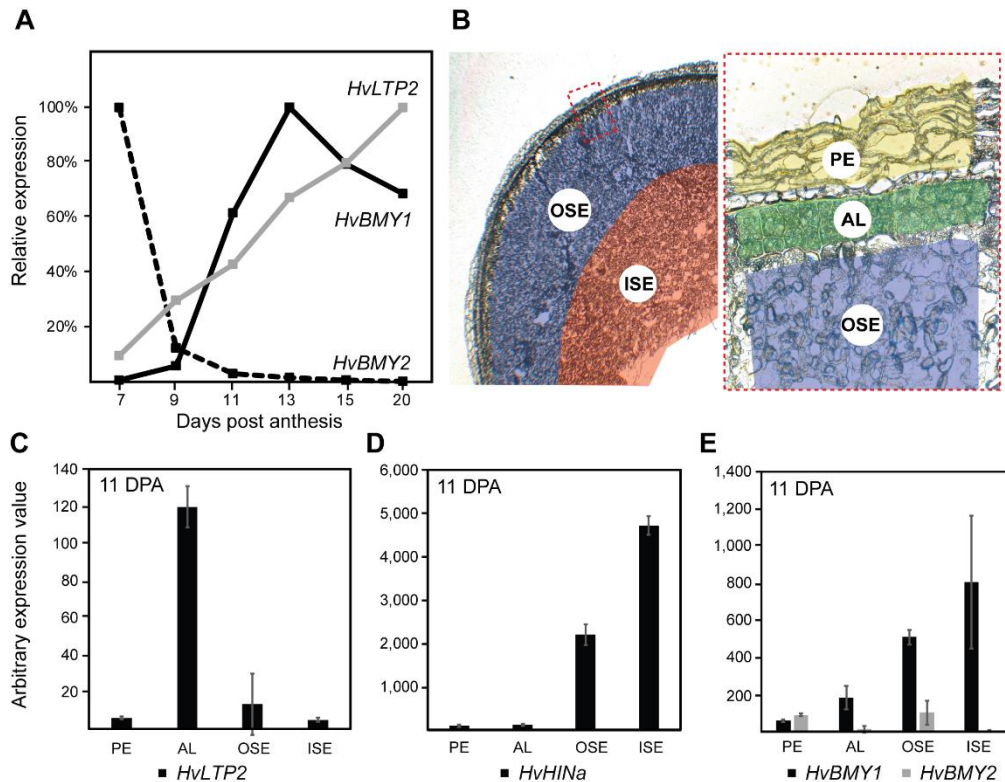 A
Relative expression
100%
80%
60%
40%
20%
HvLTP2
HvBMY1
HvBMY2
7 9 11 13 15 20
Days post anthesis
B
OSE
ISE
PE
AL
OSE
C
Arbitrary expression value
11 DPA
140
120
100
80
60
40
20
PE AL OSE ISE
HvLTP2
D
11 DPA
6,000
5,000
4,000
3,000
2,000
1,000
PE AL OSE ISE
HvHINa
E
11 DPA
1,400
1,200
1,000
800
600
400
200
PE AL OSE ISE
HvBMY1 HvBMY2